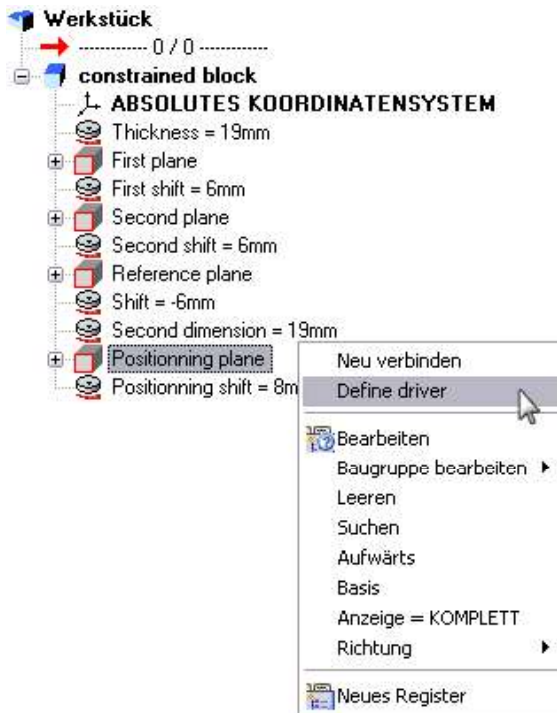 Werkstück
------------ 0 / 0 ------------
constrained block
ABSOLUTES KOORDINATENSYSTEM
Thickness = 19mm
First plane
First shift = 6mm
Second plane
Second shift = 6mm
Reference plane
Shift = -6mm
Second dimension = 19mm
Positionning plane
Positionning shift = 8m
Neu verbinden
Define driver
Bearbeiten
Baugruppe bearbeiten
Leeren
Suchen
Aufwärts
Basis
Anzeige = KOMPLETT
Richtung
Neues Register